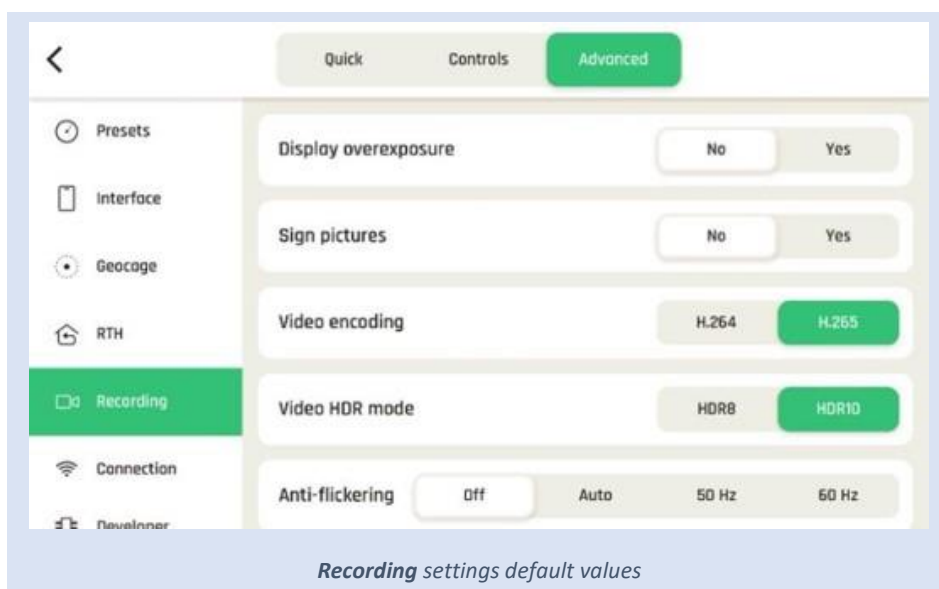 Quick Controls Advanced
Presets
Interface
Geocage
RTH
Recording
Connection
Developer
Display overexposure No Yes
Sign pictures No Yes
Video encoding H.264 H.265
Video HDR mode HDR8 HDR10
Anti-flickering Off Auto 50 Hz 60 Hz
Recording settings default values